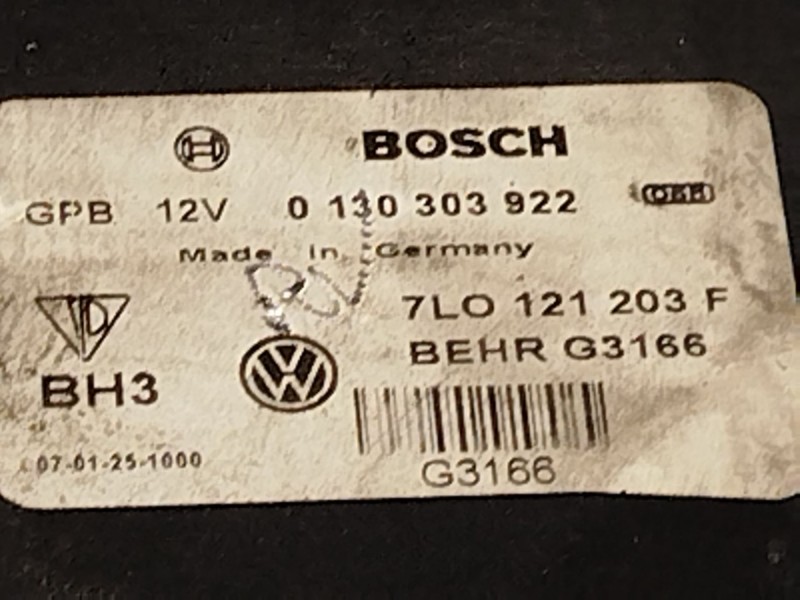 BOSCH
GPB 12V 0 130 303 922
Made in Germany
7LO 121 203 F
BEHR G3166
BH3
07-01-25-1000
G3166